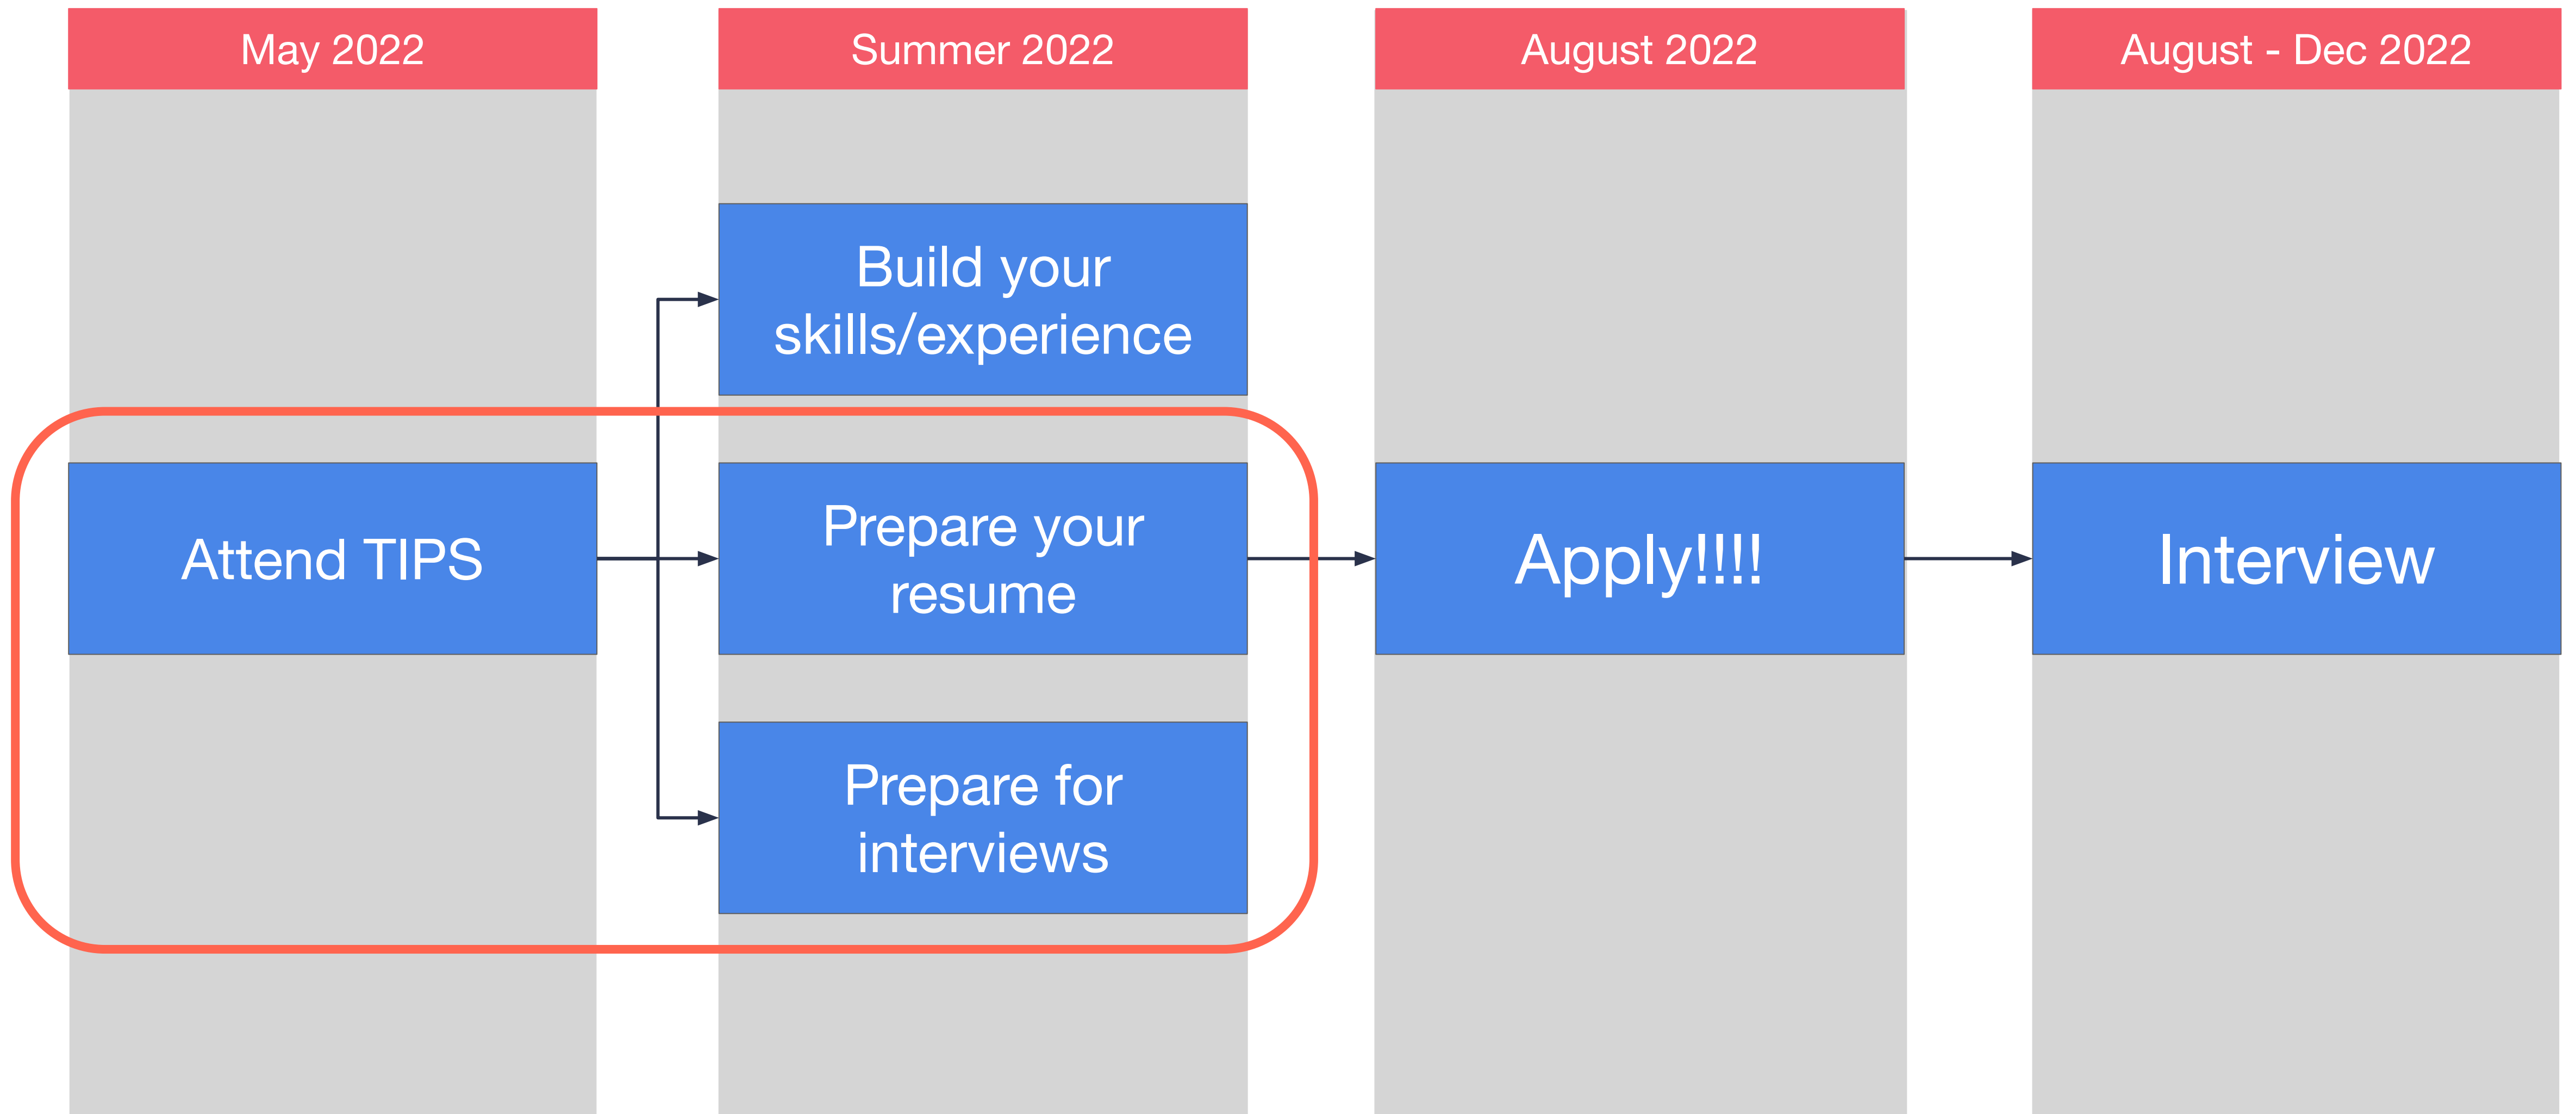 May 2022
Summer 2022
August 2022
August - Dec 2022
Build your
skills/experience
Attend TIPS
Prepare your
resume
Apply!!!!
Interview
Prepare for
interviews